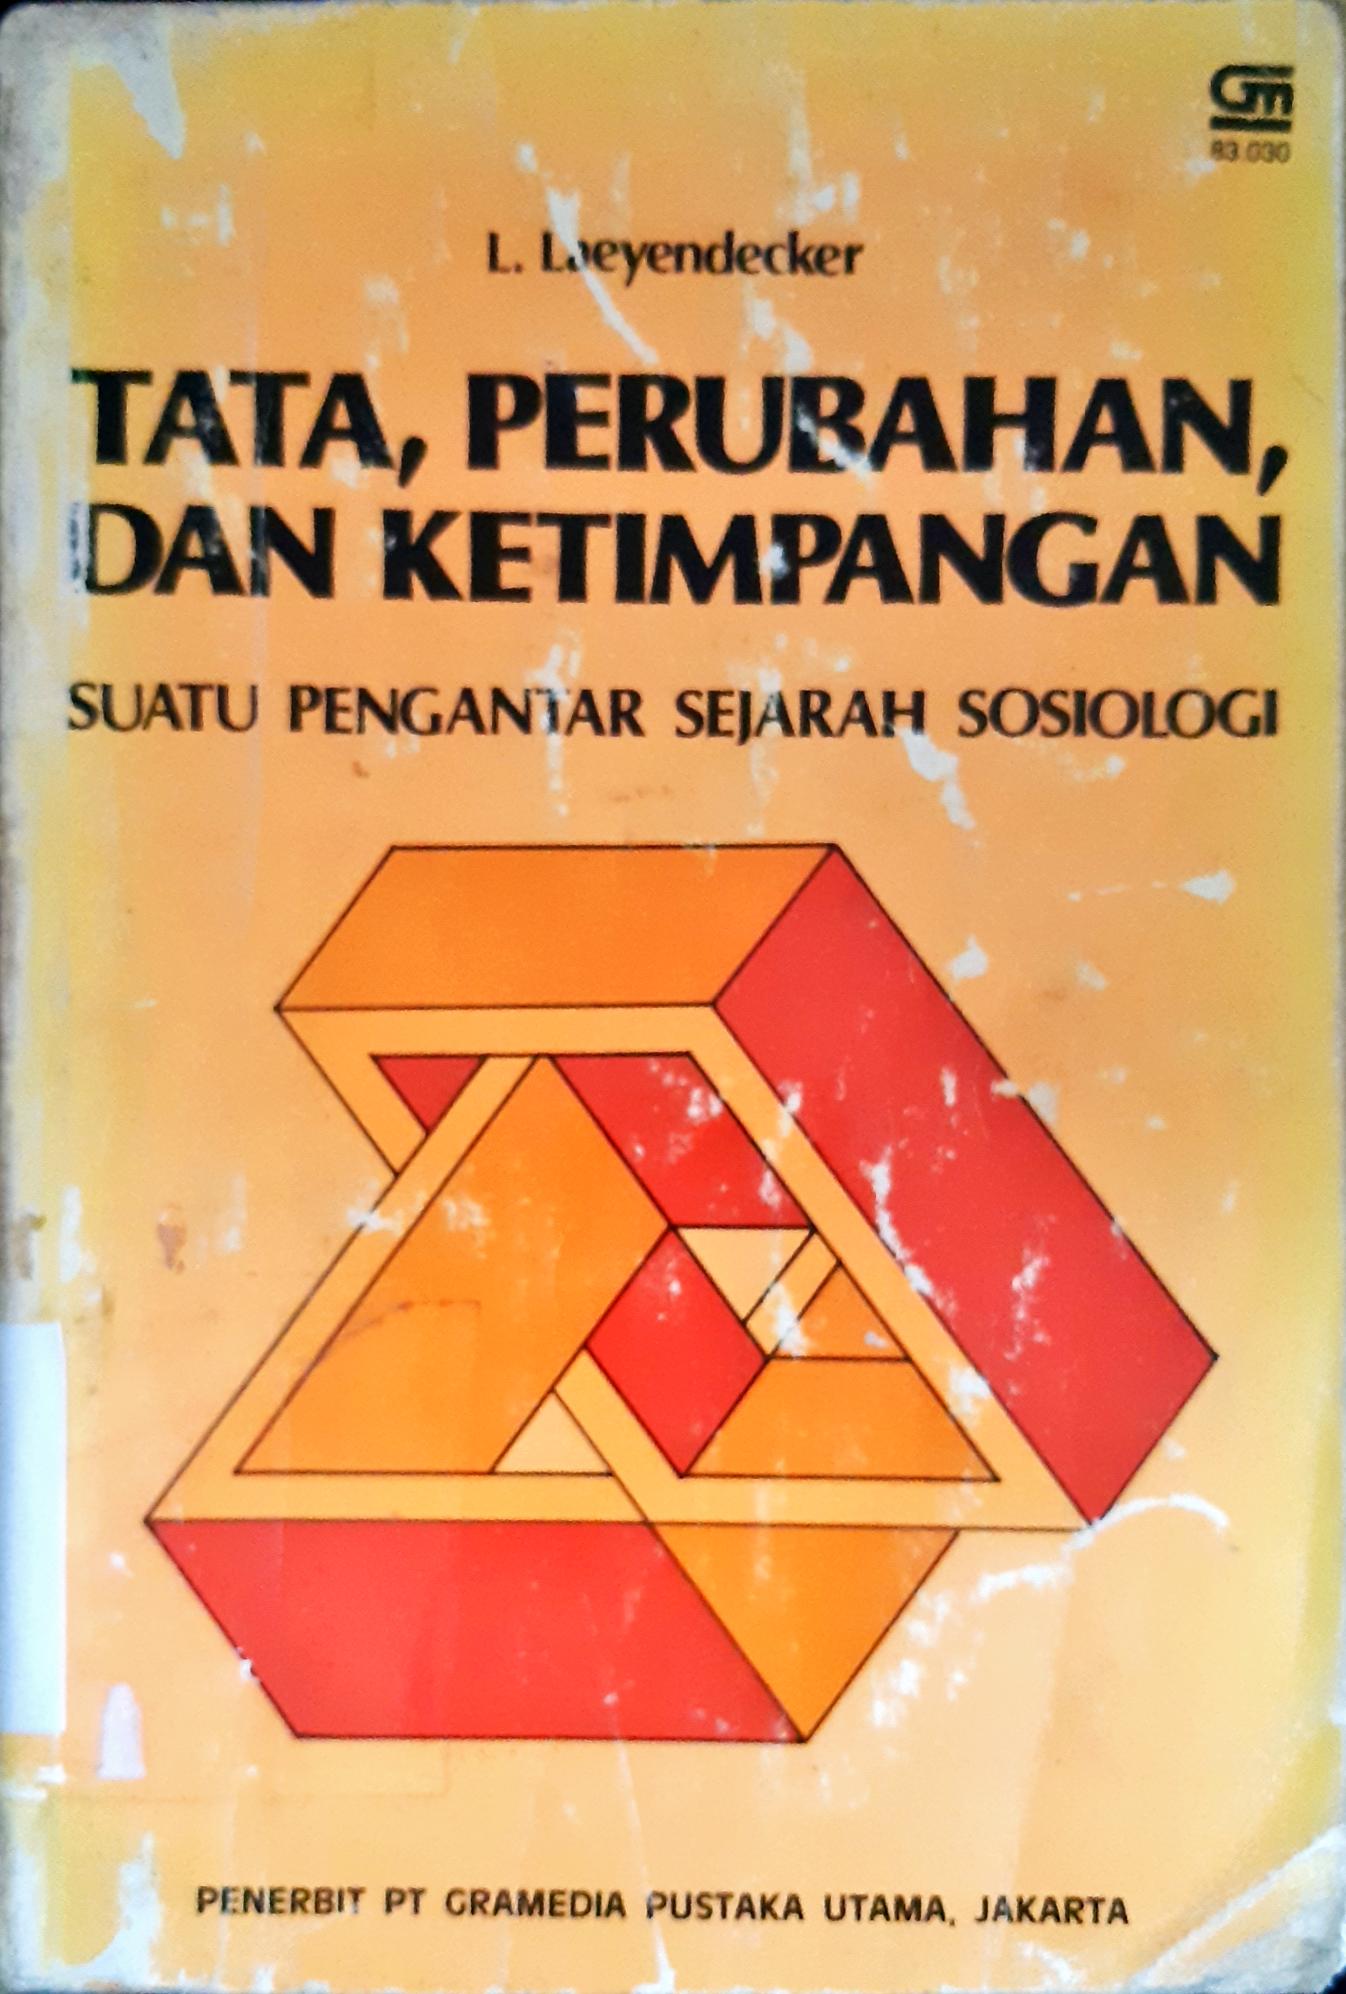 Gm
83.030
L. Laeyendecker
TATA, PERUBAHAN,
DAN KETIMPANGAN
SUATU PENGANTAR SEJARAH SOSIOLOGI
PENERBIT PT GRAMEDIA PUSTAKA UTAMA, JAKARTA